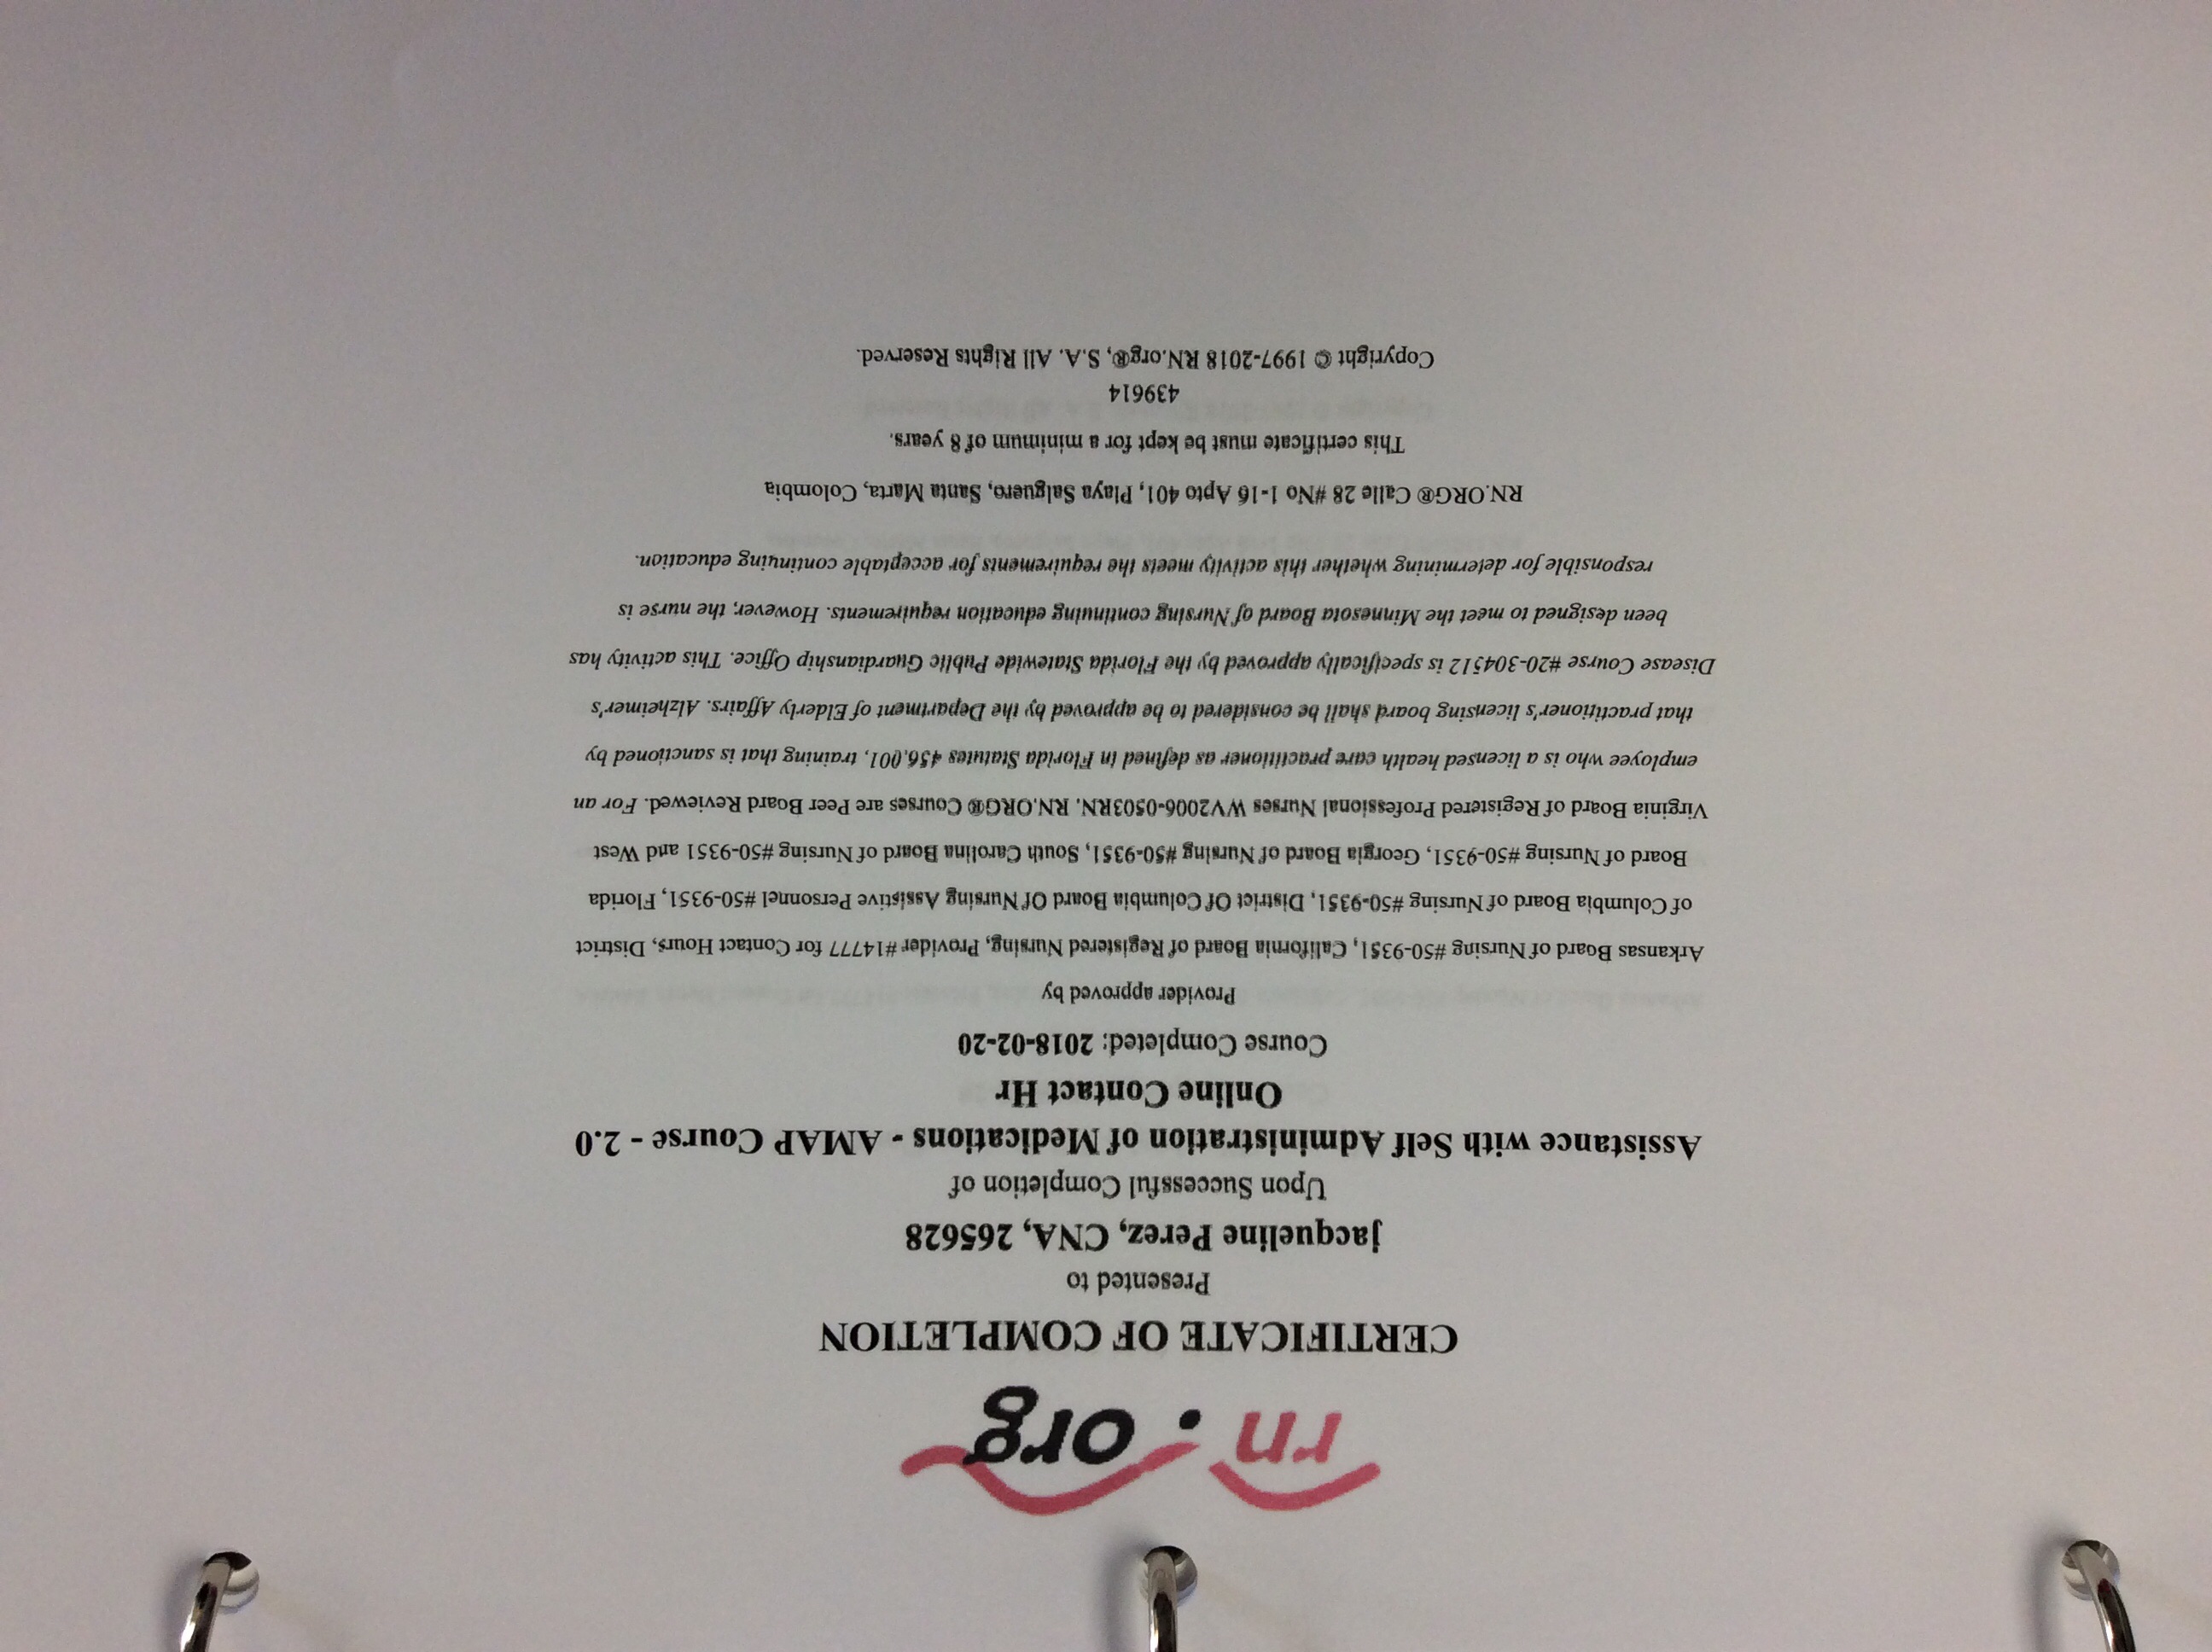 rn.org
CERTIFICATE OF COMPLETION
Presented to
jacqueline Perez, CNA, 265628
Upon Successful Completion of
Assistance with Self Administration of Medications - AMAP Course - 2.0
Online Contact Hr
Course Completed: 2018-02-20
Provider approved by
Arkansas Board of Nursing #50-9351, California Board of Registered Nursing, Provider #14777 for Contact Hours, District
of Columbia Board of Nursing #50-9351, District Of Columbia Board Of Nursing Assistive Personnel #50-9351, Florida
Board of Nursing #50-9351, Georgia Board of Nursing #50-9351, South Carolina Board of Nursing #50-9351 and West
Virginia Board of Registered Professional Nurses WV2006-0503RN. RN.ORG® Courses are Peer Board Reviewed. For an
employee who is a licensed health care practitioner as defined in Florida Statutes 456.001, training that is sanctioned by
that practitioner's licensing board shall be considered to be approved by the Department of Elderly Affairs. Alzheimer's
Disease Course #20-304512 is specifically approved by the Florida Statewide Public Guardianship Office. This activity has
been designed to meet the Minnesota Board of Nursing continuing education requirements. However, the nurse is
responsible for determining whether this activity meets the requirements for acceptable continuing education.
RN.ORG® Calle 28 #No 1-16 Apto 401, Playa Salguero, Santa Marta, Colombia
This certificate must be kept for a minimum of 8 years.
439614
Copyright © 1997-2018 RN.org®, S.A. All Rights Reserved.